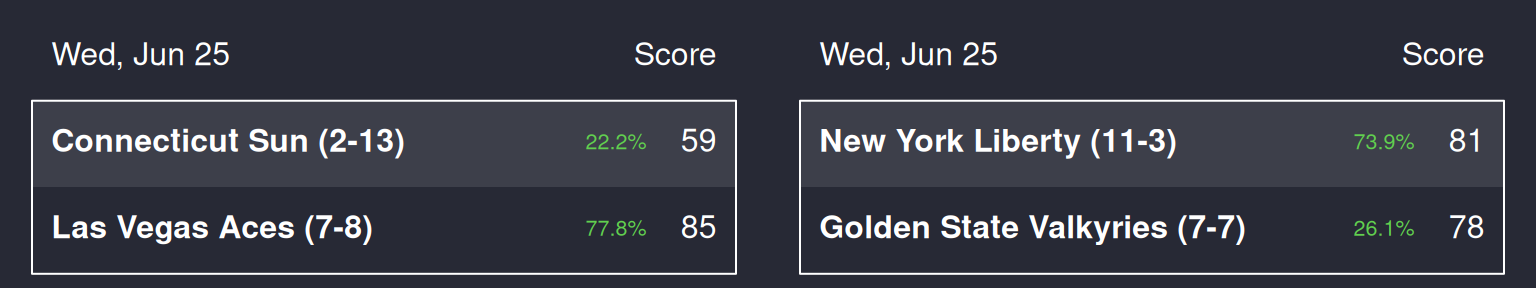 Wed, Jun 25 Score
Connecticut Sun (2-13) 22.2% 59
Las Vegas Aces (7-8) 77.8% 85
Wed, Jun 25 Score
New York Liberty (11-3) 73.9% 81
Golden State Valkyries (7-7) 26.1% 78